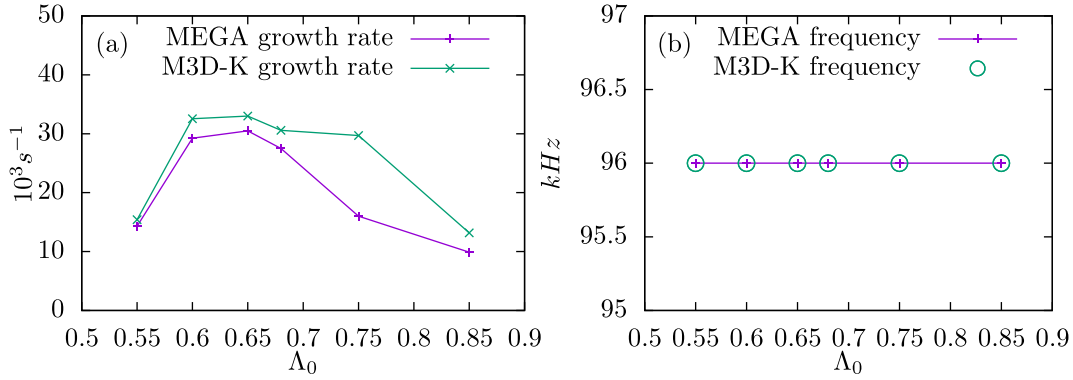 (a)
MEGA growth rate
M3D-K growth rate
50
40
30
20
10
0
10³s⁻¹
0.5 0.55 0.6 0.65 0.7 0.75 0.8 0.85 0.9
Λ₀
(b)
MEGA frequency
M3D-K frequency
97
96.5
96
95.5
95
kHz
0.5 0.55 0.6 0.65 0.7 0.75 0.8 0.85 0.9
Λ₀